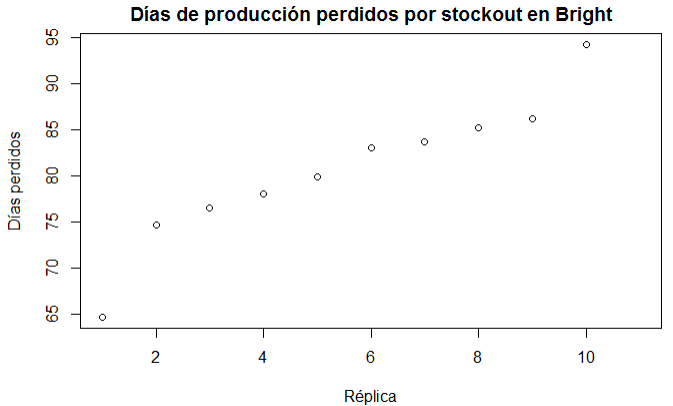 Días de producción perdidos por stockout en Bright
95
90
85
80
75
70
65
Días perdidos
2 4 6 8 10
Réplica